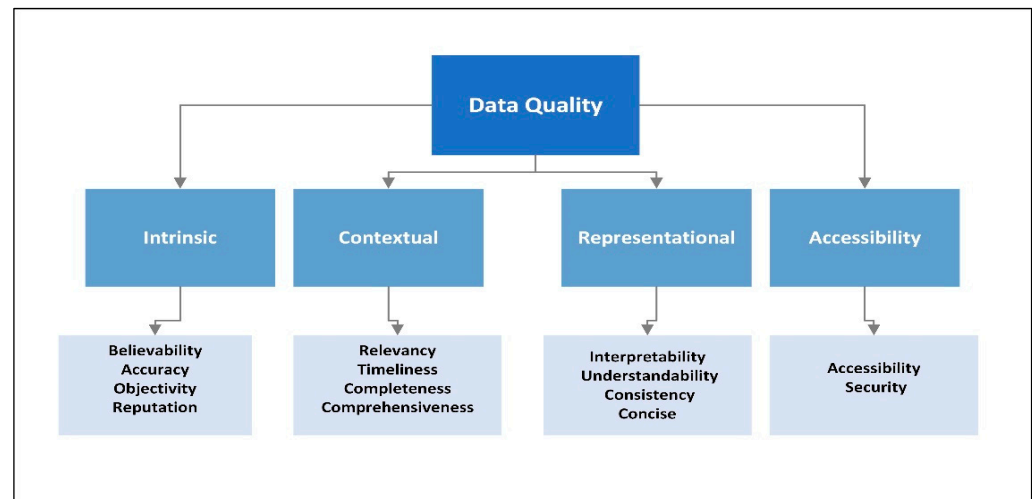 Data Quality
Intrinsic
Contextual
Representational
Accessibility
Believability
Accuracy
Objectivity
Reputation
Relevancy
Timeliness
Completeness
Comprehensiveness
Interpretability
Understandability
Consistency
Concise
Accessibility
Security